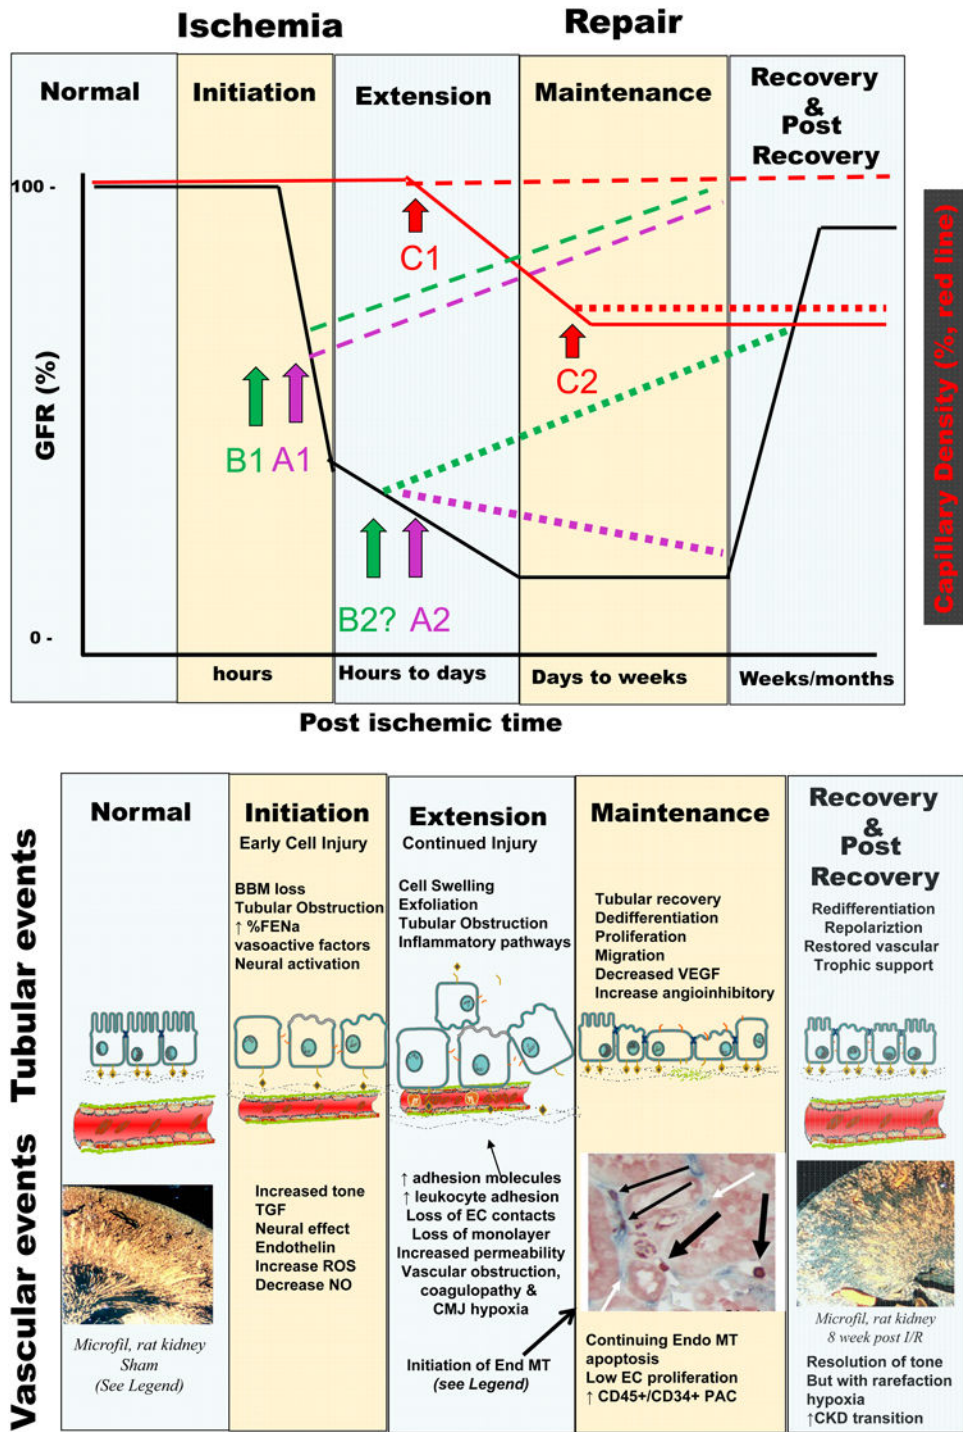 Ischemia
Repair
Normal
Initiation
Extension
Maintenance
Recovery
&
Post
Recovery
100 -
C1
C2
B1 A1
B2? A2
0 -
GFR (%)
Capillary Density (%, red line)
hours
Hours to days
Days to weeks
Weeks/months
Post ischemic time
Tubular events
Vascular events
Normal
Initiation
Early Cell Injury
BBM loss
Tubular Obstruction
↑ %FENa
vasoactive factors
Neural activation
Extension
Continued Injury
Cell Swelling
Exfoliation
Tubular Obstruction
Inflammatory pathways
Maintenance
Tubular recovery
Dedifferentiation
Proliferation
Migration
Decreased VEGF
Increase angioinhibitory
Recovery
&
Post
Recovery
Redifferentiation
Repolariztion
Restored vascular
Trophic support
Microfil, rat kidney
Sham
(See Legend)
Increased tone
TGF
Neural effect
Endothelin
Increase ROS
Decrease NO
↑ adhesion molecules
↑ leukocyte adhesion
Loss of EC contacts
Loss of monolayer
Increased permeability
Vascular obstruction,
coagulopathy &
CMJ hypoxia
Initiation of End MT
(see Legend)
Continuing Endo MT
apoptosis
Low EC proliferation
↑ CD45+/CD34+ PAC
Microfil, rat kidney
8 week post I/R
Resolution of tone
But with rarefaction
hypoxia
↑CKD transition